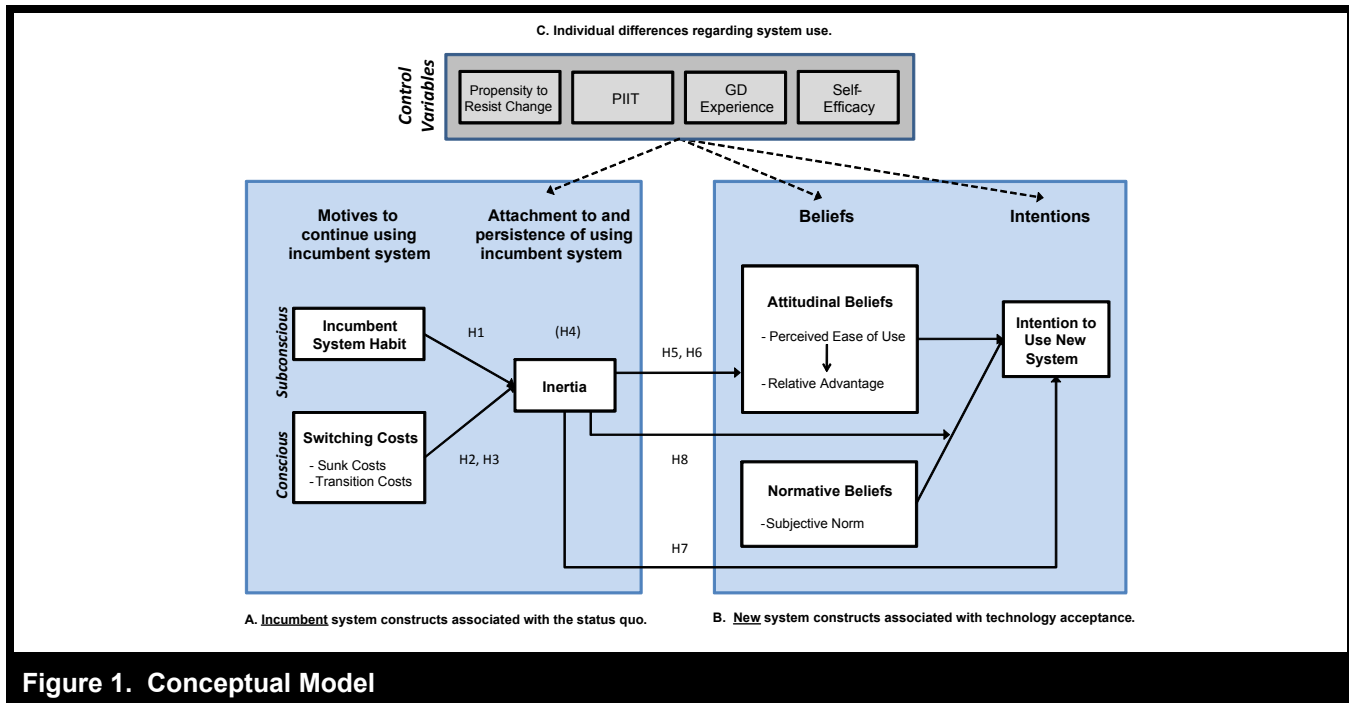 C. Individual differences regarding system use.
Control
Variables
Propensity to
Resist Change
PIIT
GD
Experience
Self-
Efficacy
Motives to
continue using
incumbent system
Attachment to and
persistence of using
incumbent system
Beliefs
Intentions
Subconscious
Incumbent
System Habit
H1
(H4)
Inertia
H5, H6
Attitudinal Beliefs
- Perceived Ease of Use
- Relative Advantage
Intention to
Use New
System
Conscious
Switching Costs
- Sunk Costs
- Transition Costs
H2, H3
H8
Normative Beliefs
- Subjective Norm
H7
A. Incumbent system constructs associated with the status quo.
B. New system constructs associated with technology acceptance.
Figure 1. Conceptual Model